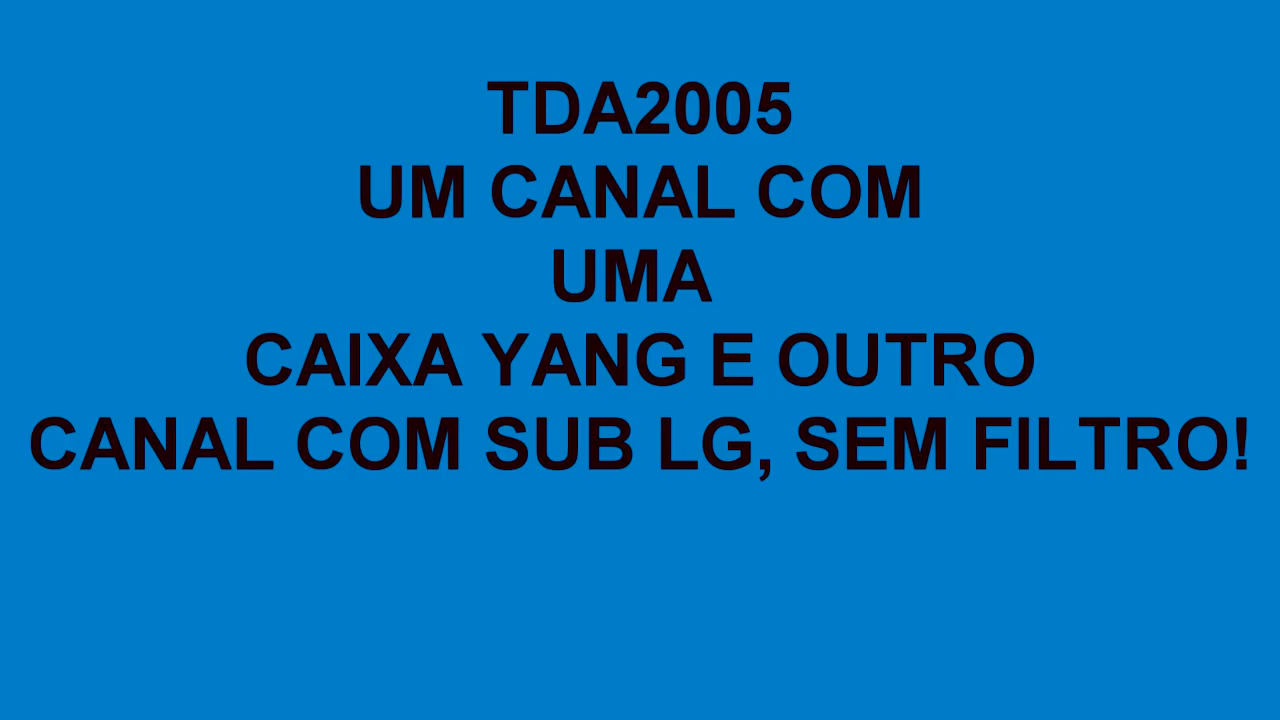 TDA2005
UM CANAL COM
UMA
CAIXA YANG E OUTRO
CANAL COM SUB LG, SEM FILTRO!